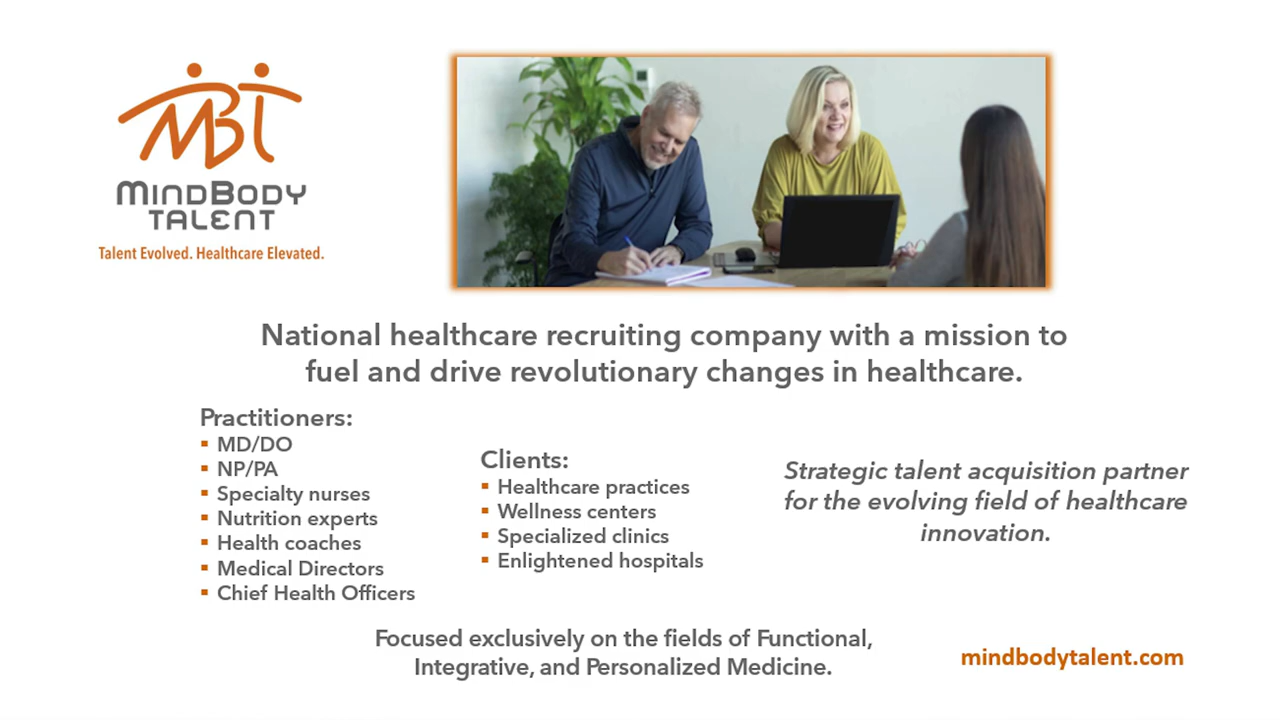 MBT
MINDBODY
TALENT
Talent Evolved. Healthcare Elevated.
National healthcare recruiting company with a mission to
fuel and drive revolutionary changes in healthcare.
Practitioners:
▪ MD/DO
▪ NP/PA
▪ Specialty nurses
▪ Nutrition experts
▪ Health coaches
▪ Medical Directors
▪ Chief Health Officers
Clients:
▪ Healthcare practices
▪ Wellness centers
▪ Specialized clinics
▪ Enlightened hospitals
Strategic talent acquisition partner
for the evolving field of healthcare
innovation.
Focused exclusively on the fields of Functional,
Integrative, and Personalized Medicine.
mindbodytalent.com